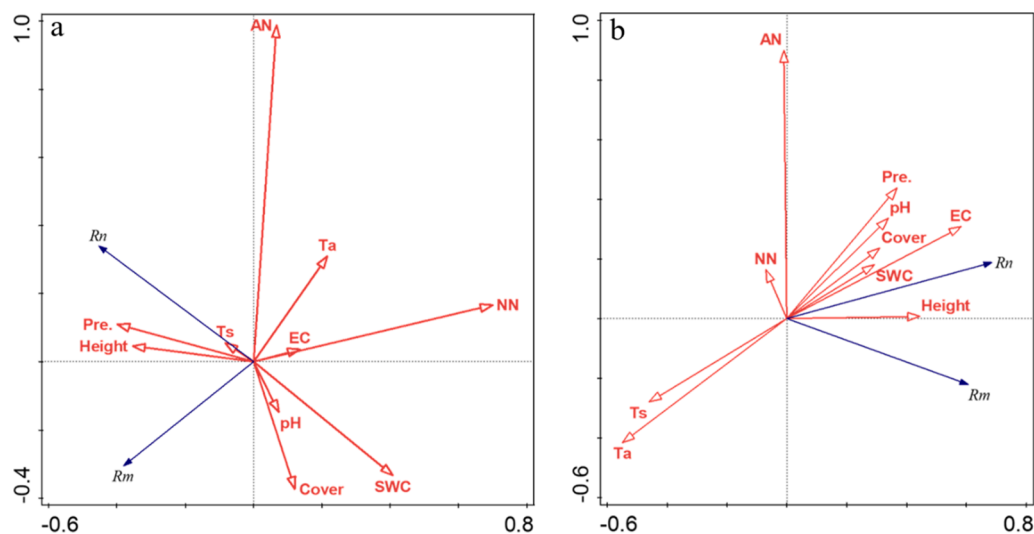 a
1.0
-0.4
-0.6
0.8
AN
Ta
Rn
NN
Pre.
Ts
EC
Height
pH
Rm
Cover
SWC
b
1.0
-0.6
-0.6
0.8
AN
Pre.
pH
EC
Cover
NN
Rn
SWC
Height
Ts
Rm
Ta